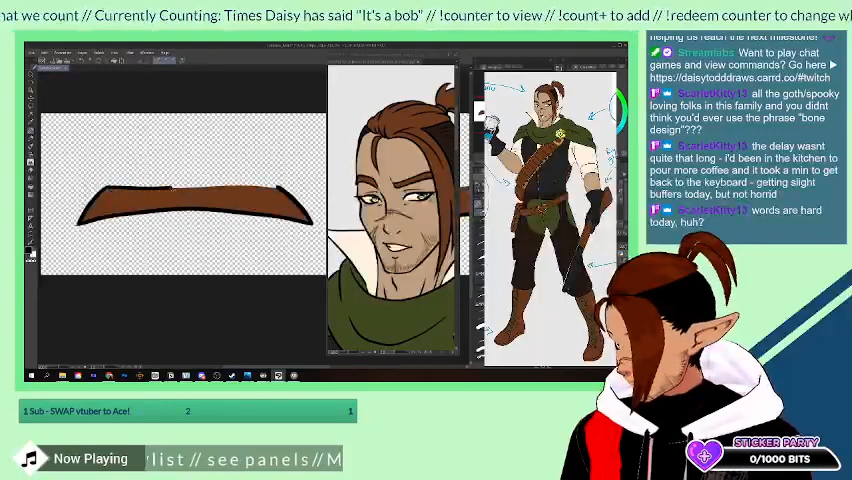 hat we count // Currently Counting: Times Daisy has said "It's a bob" // !count to view // !count+ to add // !redeem counter to change wh
helping us reach the next milestone!
Streamlabs Want to play chat
games and view commands? Go here ▶
https://daisytodddraws.carrd.co/#twitch
ScarletKitty13 all the goth/spooky
loving folks in this family and you didnt
think you'd ever use the phrase "bone
design"???
ScarletKitty13 the delay wasnt
quite that long - i'd been in the kitchen to
pour more coffee and it took a min to get
back to the keyboard - getting slight
buffers today, but not horrid
ScarletKitty13 words are hard
today, huh?
1 Sub - SWAP vtuber to Ace! 2 1
Now Playing ylist // see panels // M
STICKER PARTY
0/1000 BITS